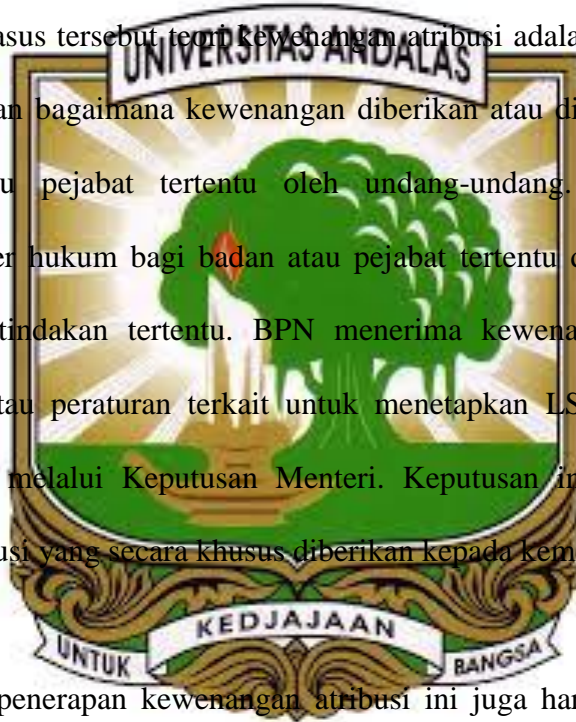 asus tersebut teori kewenangan atribusi adala
UNIVERSITAS ANDALAS
an bagaimana kewenangan diberikan atau di
u pejabat tertentu oleh undang-undang.
er hukum bagi badan atau pejabat tertentu
tindakan tertentu. BPN menerima kewena
tau peraturan terkait untuk menetapkan LS
melalui Keputusan Menteri. Keputusan in
usi yang secara khusus diberikan kepada kem
KEDJAJAAN
UNTUK BANGSA
penerapan kewenangan atribusi ini juga har